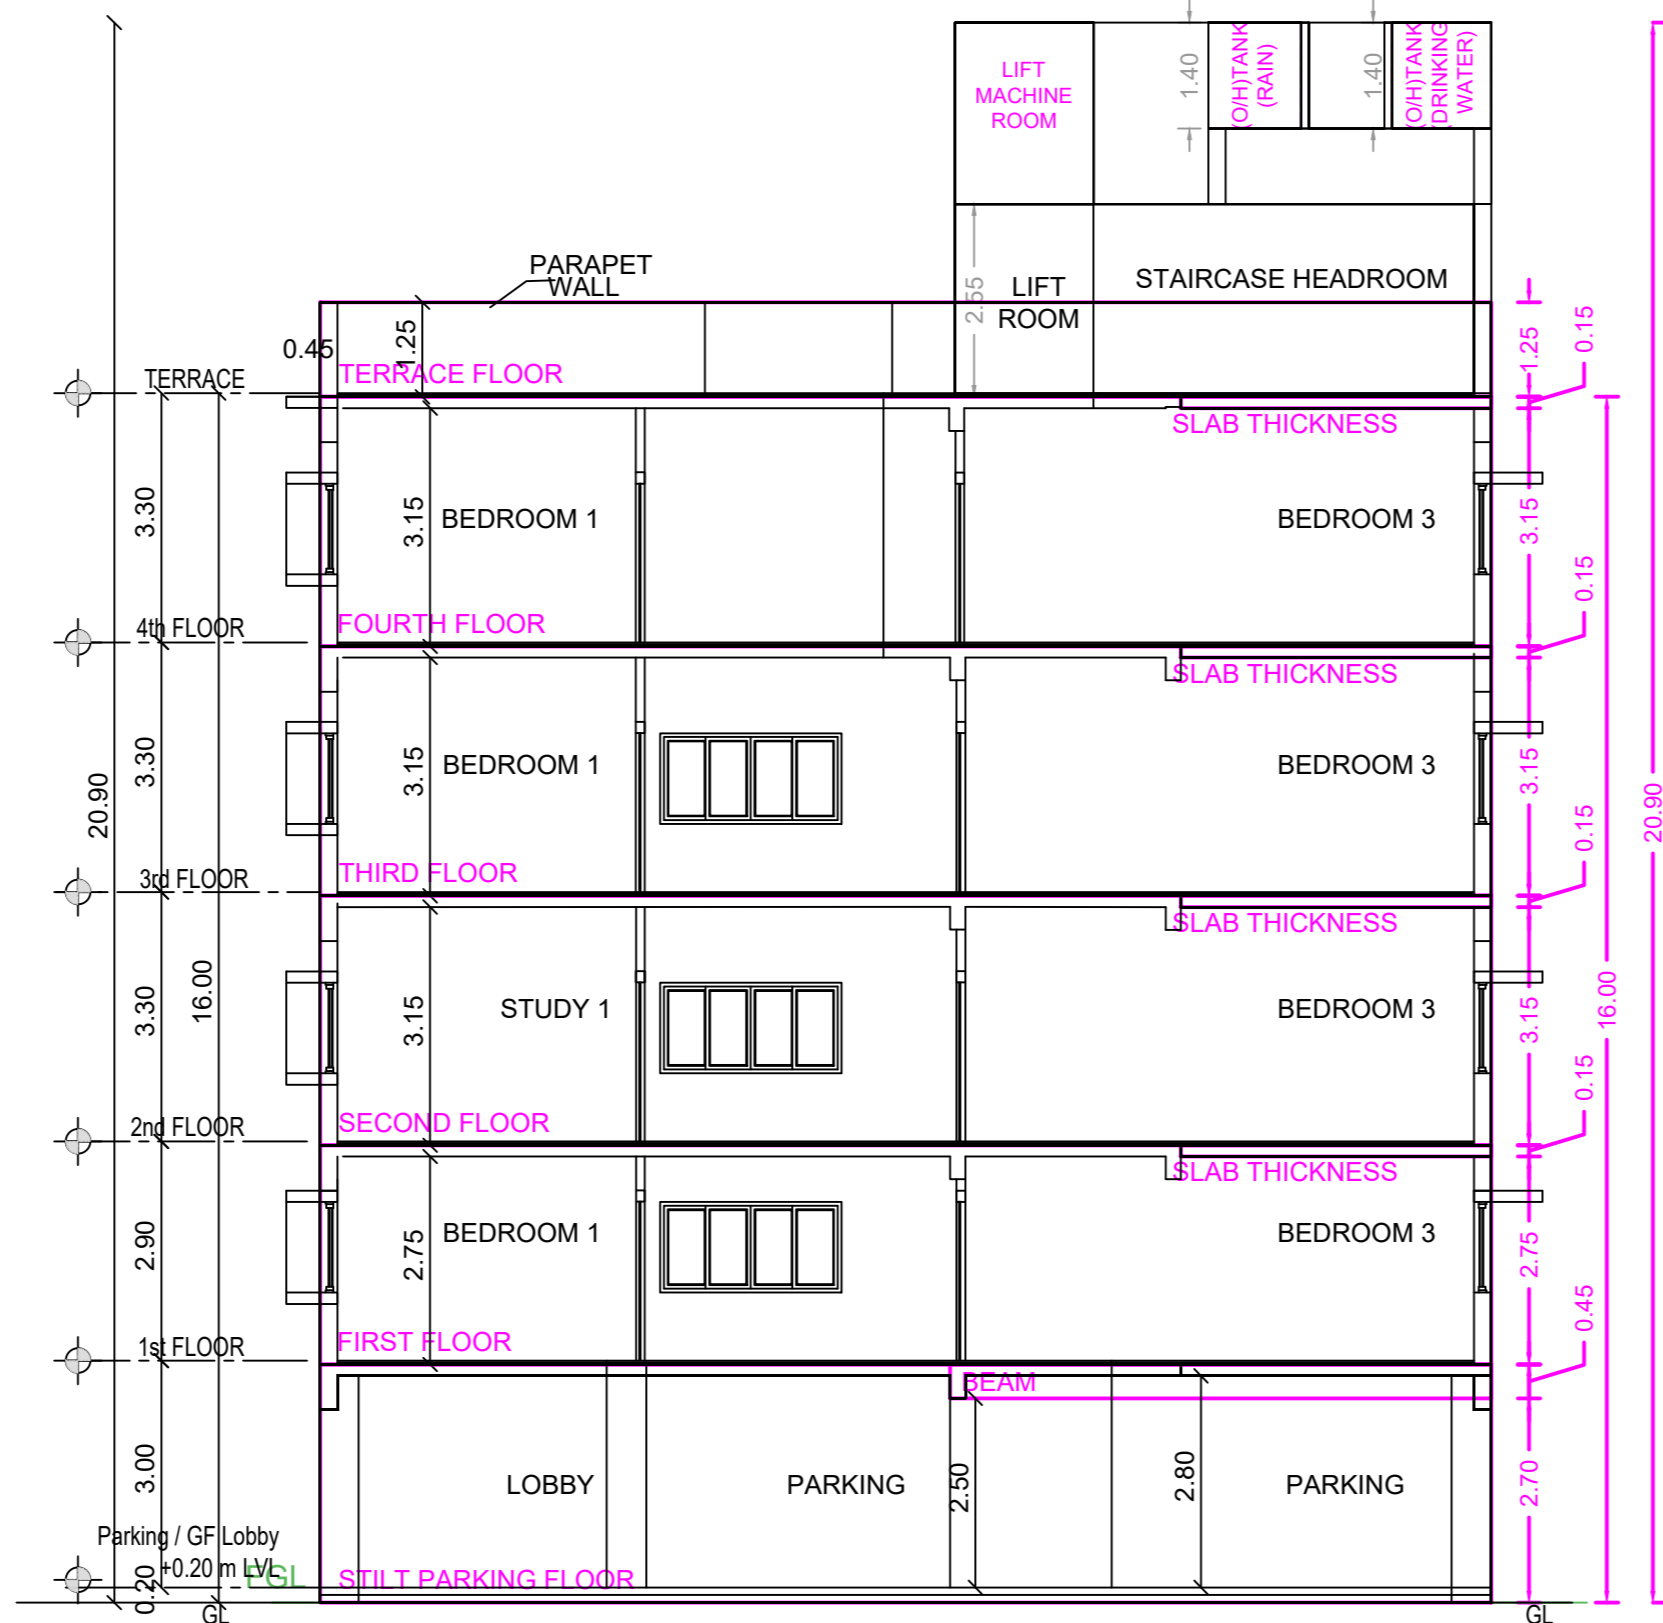 LIFT
MACHINE
ROOM
1.40
(O/H)TANK
(RAIN)
1.40
(O/H)TANK
(DRINKING
WATER)
PARAPET
WALL
2.55
LIFT
ROOM
STAIRCASE HEADROOM
0.45
1.25
1.25
0.15
TERRACE
TERRACE FLOOR
SLAB THICKNESS
3.30
3.15
BEDROOM 1
BEDROOM 3
3.15
0.15
4th FLOOR
FOURTH FLOOR
SLAB THICKNESS
20.90
3.30
3.15
BEDROOM 1
BEDROOM 3
3.15
0.15
20.90
3rd FLOOR
THIRD FLOOR
SLAB THICKNESS
3.30
16.00
3.15
STUDY 1
BEDROOM 3
3.15
0.15
16.00
2nd FLOOR
SECOND FLOOR
SLAB THICKNESS
2.90
2.75
BEDROOM 1
BEDROOM 3
2.75
0.45
1st FLOOR
FIRST FLOOR
BEAM
3.00
LOBBY
PARKING
2.50
2.80
PARKING
2.70
Parking / GF Lobby
+0.20 m LVL
0.20
FGL
STILT PARKING FLOOR
GL
GL